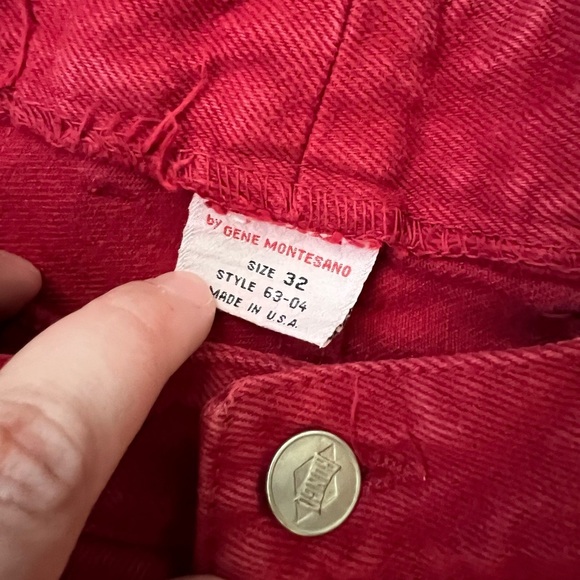 by GENE MONTESANO
SIZE 32
STYLE 63-04
MADE IN U.S.A.